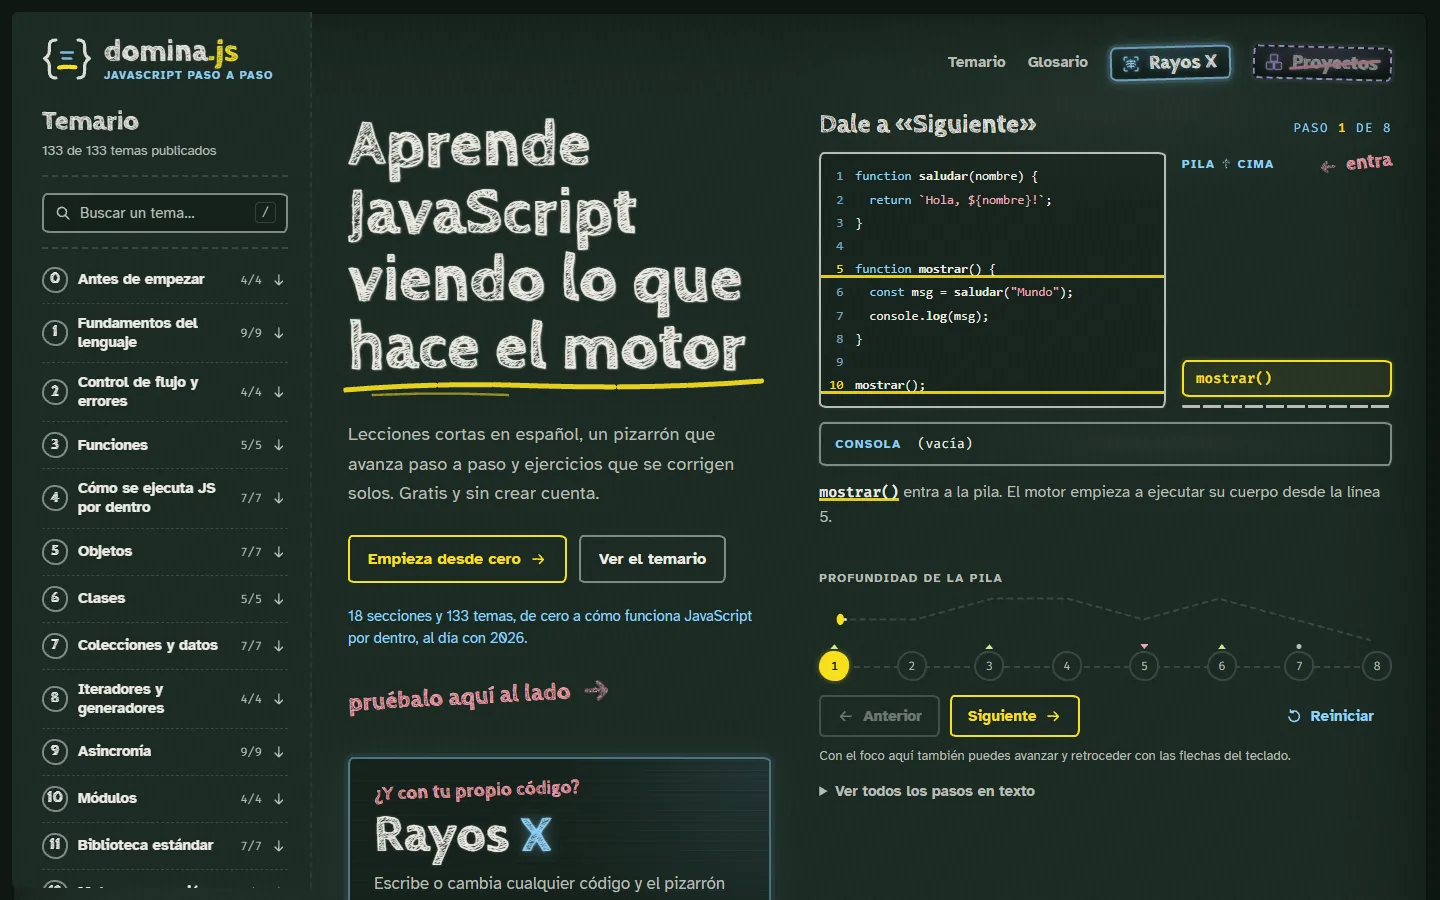 domina.js
JAVASCRIPT PASO A PASO
Temario
133 de 133 temas publicados
Buscar un tema... /
0 Antes de empezar 4/4 ↓
1 Fundamentos del lenguaje 9/9 ↓
2 Control de flujo y errores 4/4 ↓
3 Funciones 5/5 ↓
4 Cómo se ejecuta JS por dentro 7/7 ↓
5 Objetos 7/7 ↓
6 Clases 5/5 ↓
7 Colecciones y datos 7/7 ↓
8 Iteradores y generadores 4/4 ↓
9 Asincronía 9/9 ↓
10 Módulos 4/4 ↓
11 Biblioteca estándar 7/7 ↓
Temario Glosario Rayos X Proyectos
Aprende
JavaScript
viendo lo que
hace el motor
Lecciones cortas en español, un pizarrón que
avanza paso a paso y ejercicios que se corrigen
solos. Gratis y sin crear cuenta.
Empieza desde cero →
Ver el temario
18 secciones y 133 temas, de cero a cómo funciona JavaScript
por dentro, al día con 2026.
pruébalo aquí al lado →
¿Y con tu propio código?
Rayos X
Escribe o cambia cualquier código y el pizarrón
Dale a «Siguiente»
PASO 1 DE 8
1 function saludar(nombre) {
2 return `Hola, ${nombre}!`;
3 }
4
5 function mostrar() {
6 const msg = saludar("Mundo");
7 console.log(msg);
8 }
9
10 mostrar();
PILA ↑ CIMA
← entra
mostrar()
CONSOLA (vacía)
mostrar() entra a la pila. El motor empieza a ejecutar su cuerpo desde la línea
5.
PROFUNDIDAD DE LA PILA
1 2 3 4 5 6 7 8
← Anterior
Siguiente →
Reiniciar
Con el foco aquí también puedes avanzar y retroceder con las flechas del teclado.
▶ Ver todos los pasos en texto